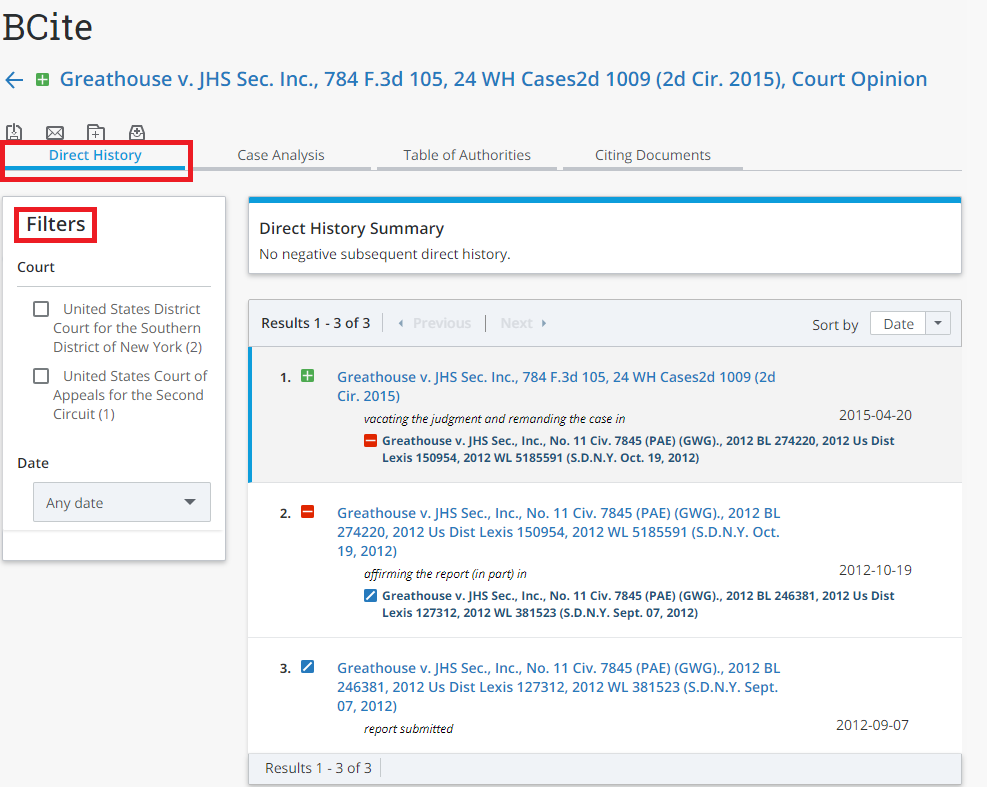 BCite
Greathouse v. JHS Sec. Inc., 784 F.3d 105, 24 WH Cases2d 1009 (2d Cir. 2015), Court Opinion
Direct History
Case Analysis
Table of Authorities
Citing Documents
Filters
Court
United States District
Court for the Southern
District of New York (2)
United States Court of
Appeals for the Second
Circuit (1)
Date
Any date
Direct History Summary
No negative subsequent direct history.
Results 1 - 3 of 3
Previous
Next
Sort by
Date
1.
Greathouse v. JHS Sec. Inc., 784 F.3d 105, 24 WH Cases2d 1009 (2d
Cir. 2015)
vacating the judgment and remanding the case in
2015-04-20
Greathouse v. JHS Sec., Inc., No. 11 Civ. 7845 (PAE) (GWG)., 2012 BL 274220, 2012 Us Dist
Lexis 150954, 2012 WL 5185591 (S.D.N.Y. Oct. 19, 2012)
2.
Greathouse v. JHS Sec., Inc., No. 11 Civ. 7845 (PAE) (GWG)., 2012 BL
274220, 2012 Us Dist Lexis 150954, 2012 WL 5185591 (S.D.N.Y. Oct.
19, 2012)
affirming the report (in part) in
2012-10-19
Greathouse v. JHS Sec., Inc., No. 11 Civ. 7845 (PAE) (GWG)., 2012 BL 246381, 2012 Us Dist
Lexis 127312, 2012 WL 381523 (S.D.N.Y. Sept. 07, 2012)
3.
Greathouse v. JHS Sec., Inc., No. 11 Civ. 7845 (PAE) (GWG)., 2012 BL
246381, 2012 Us Dist Lexis 127312, 2012 WL 381523 (S.D.N.Y. Sept.
07, 2012)
report submitted
2012-09-07
Results 1 - 3 of 3